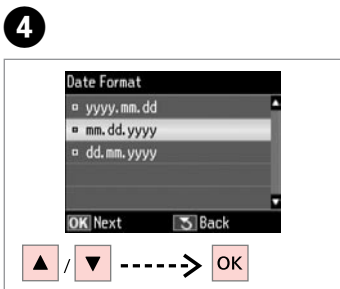 4
Date Format
yyyy.mm.dd
mm.dd.yyyy
dd.mm.yyyy
OK Next Back
▲ / ▼ OK